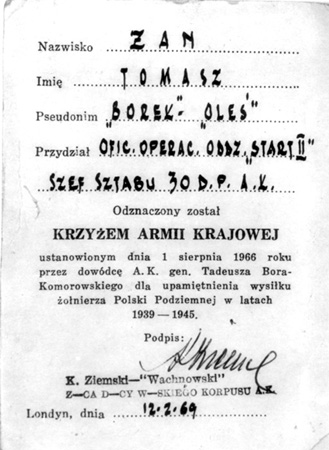 Nazwisko ZAN
Imię TOMASZ
Pseudonim "BOREK"- "OLEŚ"
Przydział OFIC. OPERAC. ODDZ. "START II"
SZEF SZTABU 30 D.P. A.K.
Odznaczony został
KRZYŻEM ARMII KRAJOWEJ
ustanowionym dnia 1 sierpnia 1966 roku
przez dowódcę A.K. gen. Tadeusza Bora-
Komorowskiego dla upamiętnienia wysiłku
żołnierza Polski Podziemnej w latach
1939—1945.
Podpis:
K. Ziemski—"Wachnowski"
Z—CA D—CY W—SKIEGO KORPUSU A.K.
Londyn, dnia 12.2.69